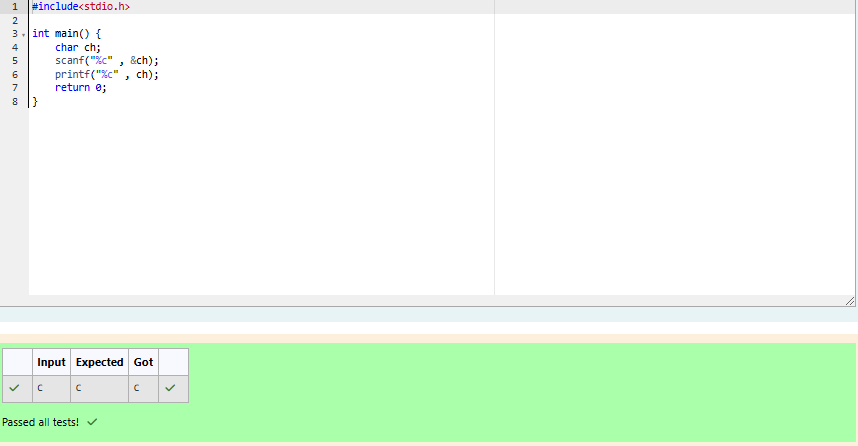 1 #include<stdio.h>
2
3 int main() {
4     char ch;
5     scanf("%c" , &ch);
6     printf("%c" , ch);
7     return 0;
8 }
Input Expected Got
✓ c c c ✓
Passed all tests! ✓